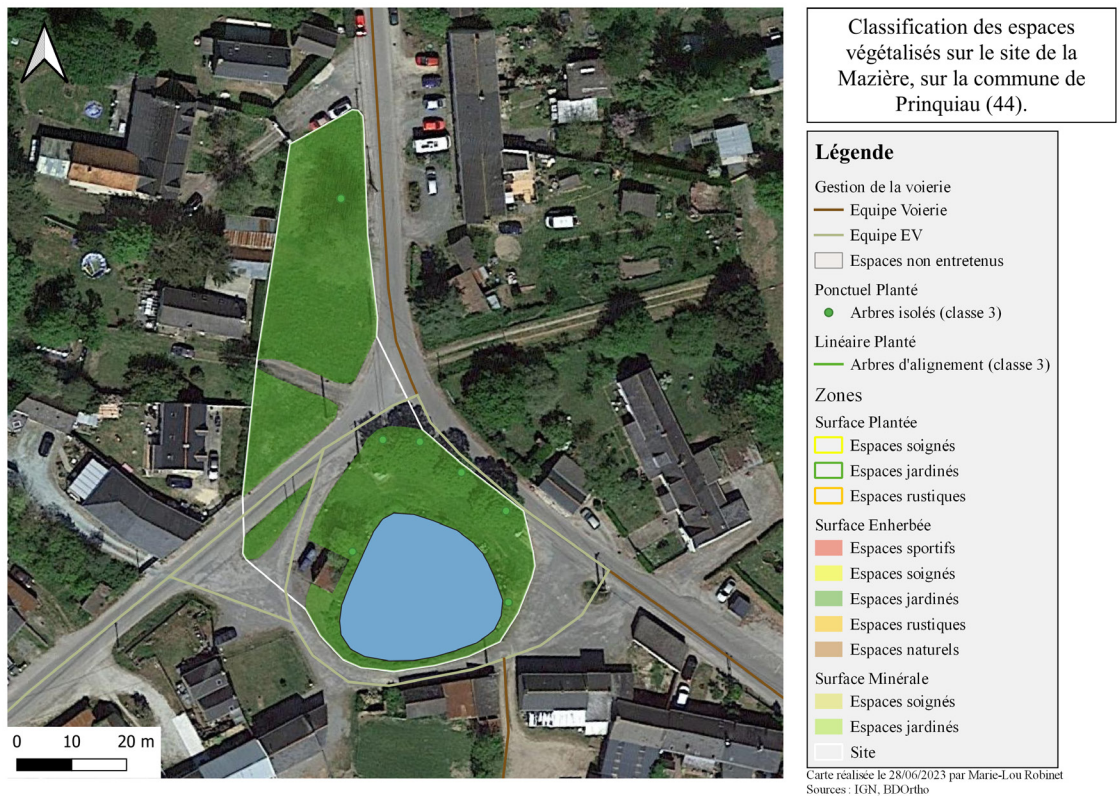 Classification des espaces
végétalisés sur le site de la
Mazière, sur la commune de
Prinquiau (44).
Légende
Gestion de la voierie
Equipe Voierie
Equipe EV
Espaces non entretenus
Ponctuel Planté
Arbres isolés (classe 3)
Linéaire Planté
Arbres d'alignement (classe 3)
Zones
Surface Plantée
Espaces soignés
Espaces jardinés
Espaces rustiques
Surface Enherbée
Espaces sportifs
Espaces soignés
Espaces jardinés
Espaces rustiques
Espaces naturels
Surface Minérale
Espaces soignés
Espaces jardinés
Site
0 10 20 m
Carte réalisée le 28/06/2023 par Marie-Lou Robinet
Sources : IGN, BDOrtho